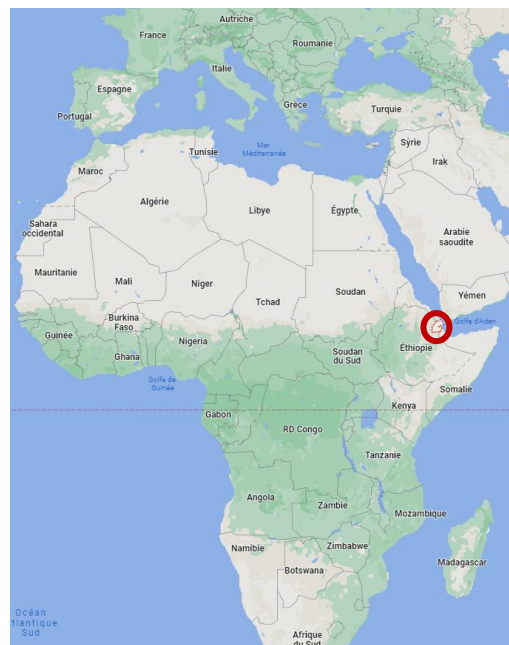 Autriche
France
Roumanie
Italie
Espagne
Grèce
Turquie
Portugal
Mer
Méditerranée
Tunisie
Syrie
Irak
Maroc
Algérie
Libye
Égypte
Sahara
occidental
Arabie
saoudite
Mauritanie
Mali
Niger
Tchad
Soudan
Yémen
Burkina
Faso
Golfe d'Aden
Guinée
Nigeria
Éthiopie
Ghana
Soudan
du Sud
Golfe de
Guinée
Somalie
Kenya
Gabon
RD Congo
Tanzanie
Angola
Zambie
Mozambique
Namibie
Zimbabwe
Madagascar
Botswana
Océan
tlantique
Sud
Afrique
du Sud